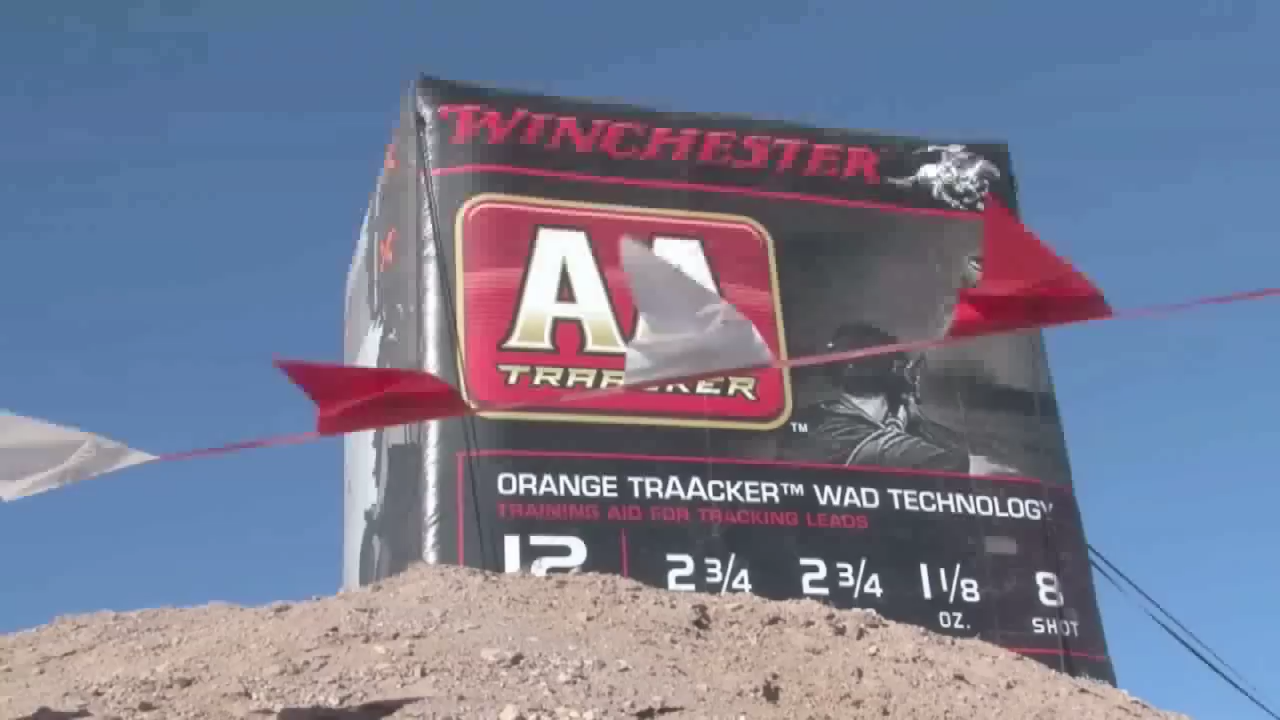 WINCHESTER
AA
TRAACKER
TM
ORANGE TRAACKER™ WAD TECHNOLOGY
TRAINING AID FOR TRACKING LEADS
12 2 3/4 2 3/4 1 1/8 8
OZ. SHOT